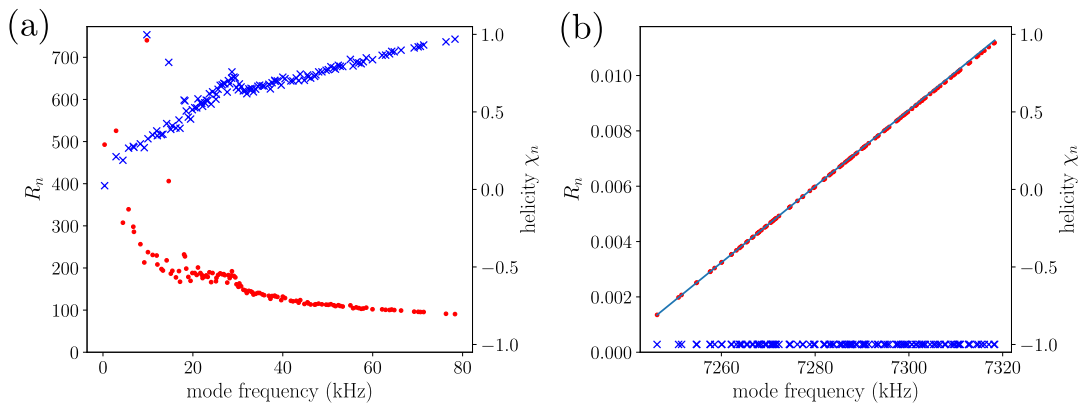 (a)
700
600
500
400
300
200
100
0
R_n
1.0
0.5
0.0
−0.5
−1.0
helicity χ_n
0 20 40 60 80
mode frequency (kHz)
(b)
0.010
0.008
0.006
0.004
0.002
0.000
R_n
1.0
0.5
0.0
−0.5
−1.0
helicity χ_n
7260 7280 7300 7320
mode frequency (kHz)